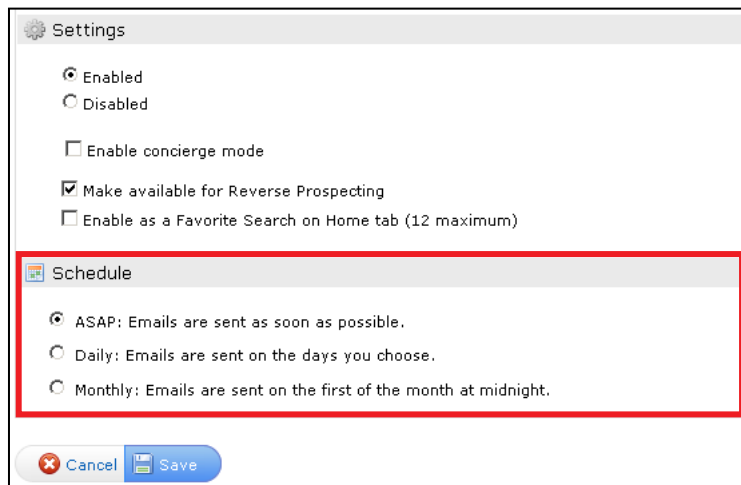 Settings
Enabled
Disabled
Enable concierge mode
Make available for Reverse Prospecting
Enable as a Favorite Search on Home tab (12 maximum)
Schedule
ASAP: Emails are sent as soon as possible.
Daily: Emails are sent on the days you choose.
Monthly: Emails are sent on the first of the month at midnight.
Cancel Save